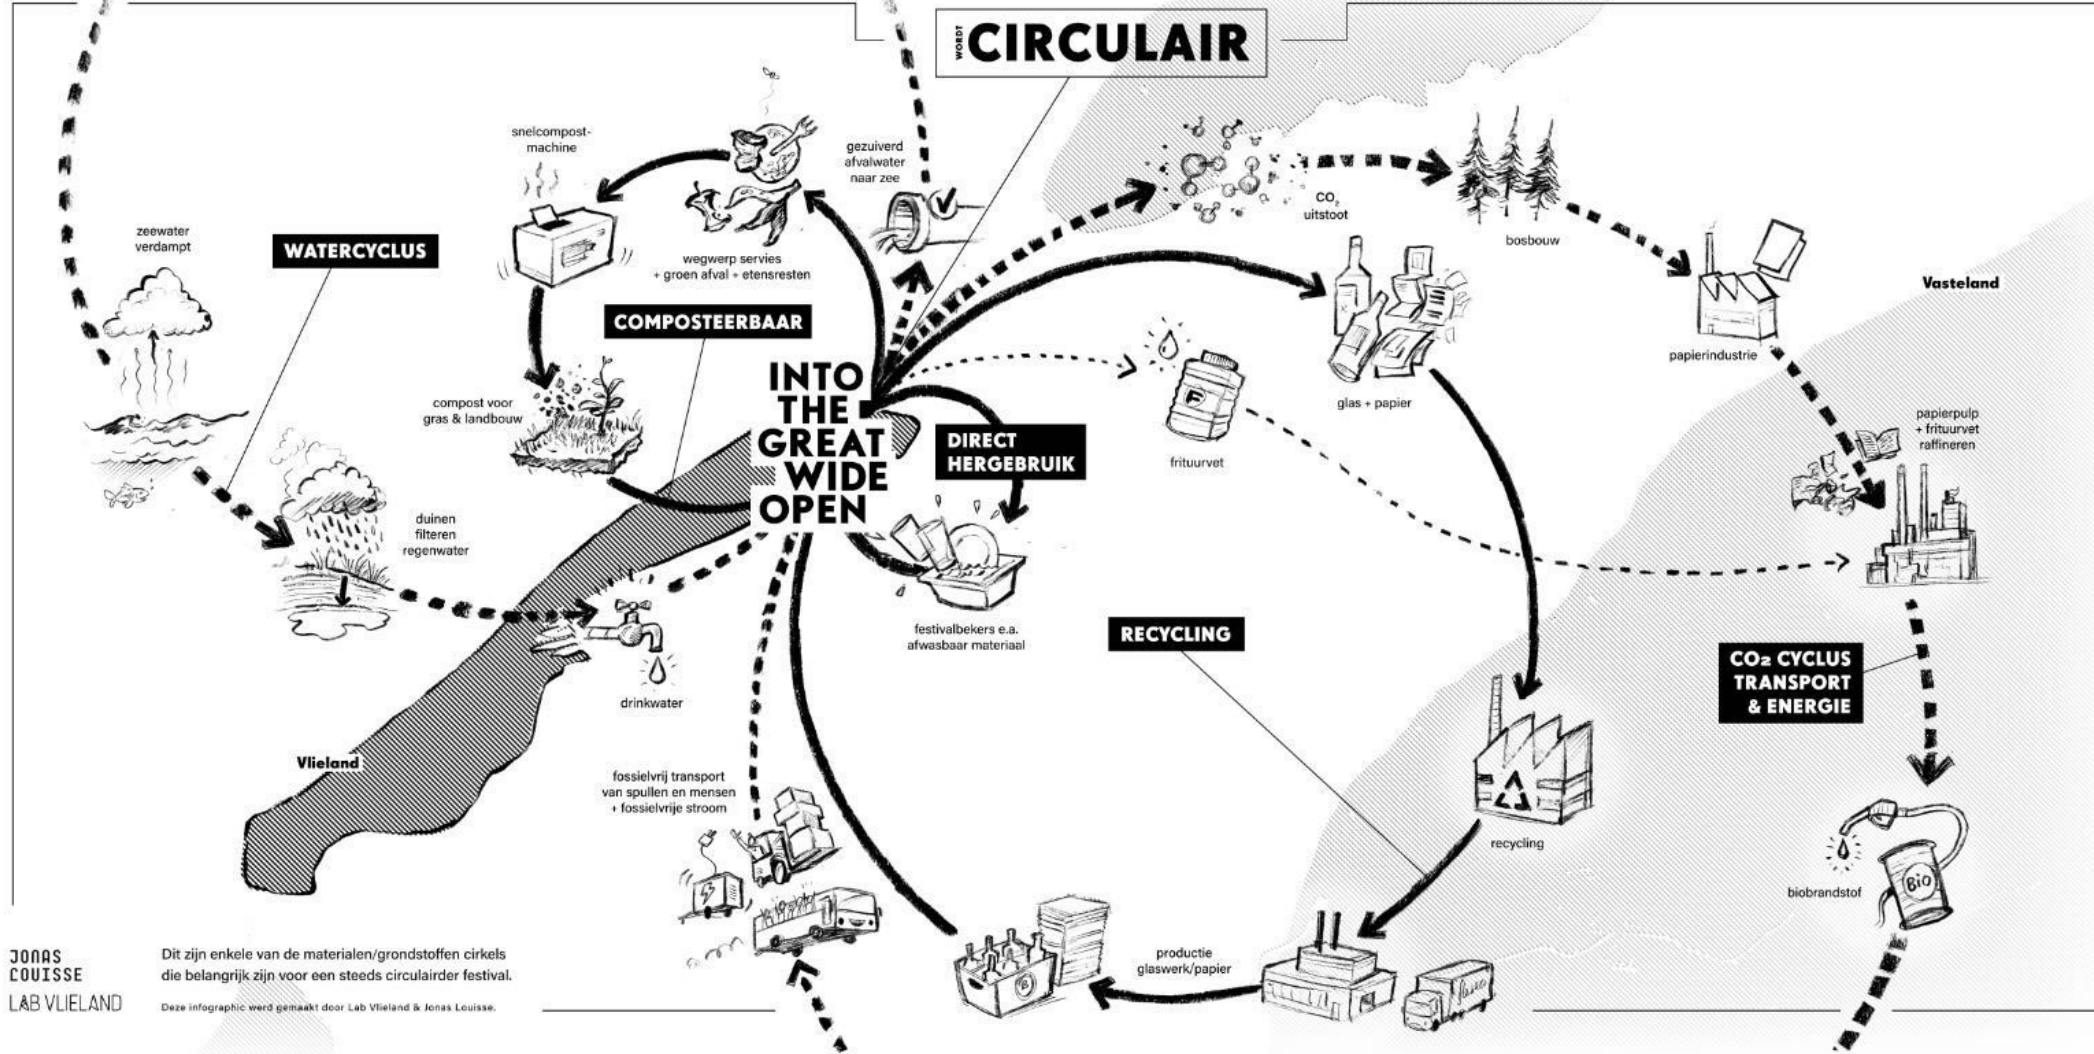 WORDT
CIRCULAIR
snelcompost-
machine
gezuiverd
afvalwater
naar zee
zeewater
verdampt
WATERCYCLUS
wegwerp servies
+ groen afval + etensresten
CO₂
uitstoot
bosbouw
Vasteland
COMPOSTEERBAAR
papierindustrie
INTO
THE
GREAT
WIDE
OPEN
compost voor
gras & landbouw
F
glas + papier
papierpulp
+ frituurvet
raffineren
DIRECT
HERGEBRUIK
frituurvet
duinen
filteren
regenwater
festivalbekers e.a.
afwasbaar materiaal
RECYCLING
CO₂ CYCLUS
TRANSPORT
& ENERGIE
drinkwater
Vlieland
fossielvrij transport
van spullen en mensen
+ fossielvrije stroom
recycling
Bio
biobrandstof
productie
glaswerk/papier
B
JONAS
LOUISSE
LAB VLIELAND
Dit zijn enkele van de materialen/grondstoffen cirkels
die belangrijk zijn voor een steeds circulairder festival.
Deze infographic werd gemaakt door Lab Vlieland & Jonas Louisse.